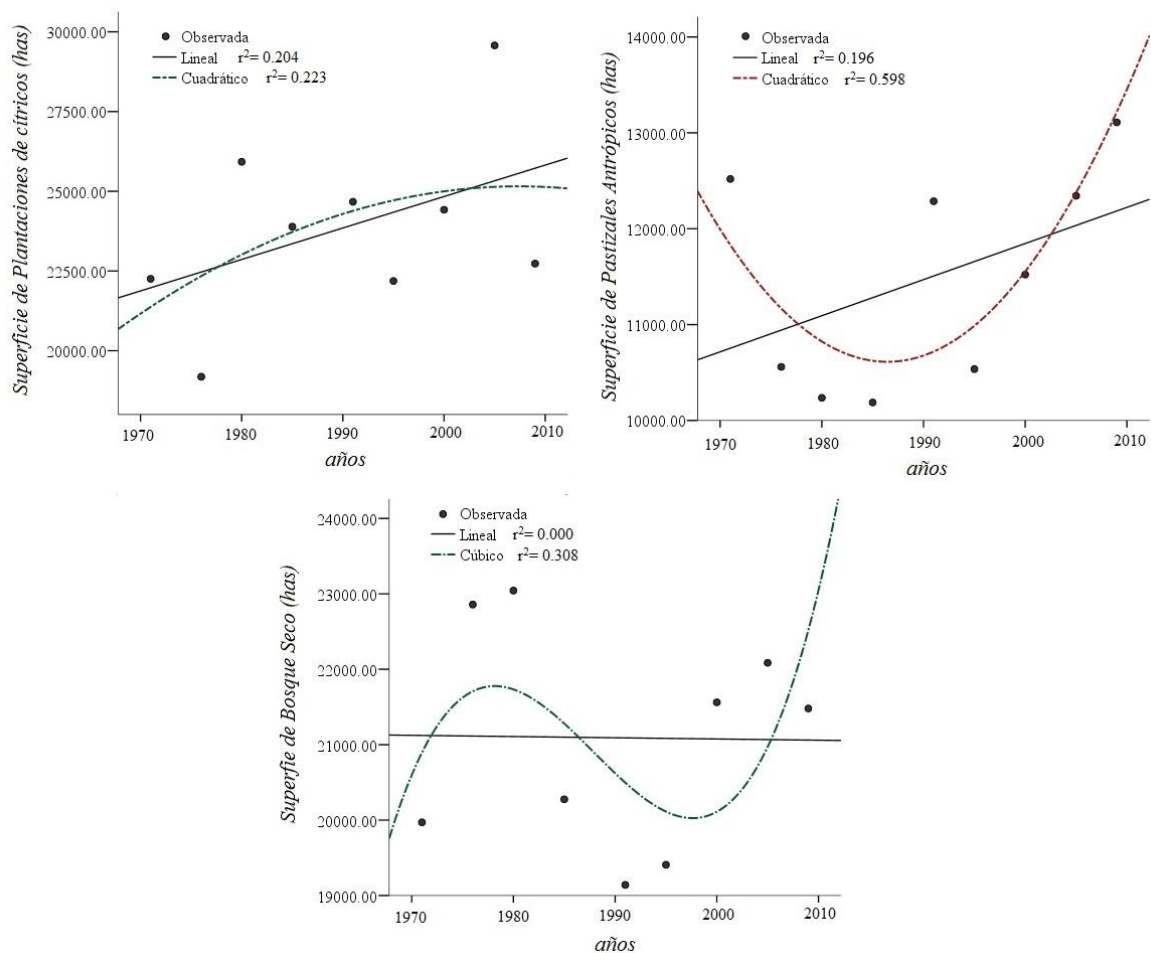 Superficie de Plantaciones de cítricos (has)
30000.00
27500.00
25000.00
22500.00
20000.00
Observada
Lineal r²= 0.204
Cuadrático r²= 0.223
1970 1980 1990 2000 2010
años
Superficie de Pastizales Antrópicos (has)
14000.00
13000.00
12000.00
11000.00
10000.00
Observada
Lineal r²= 0.196
Cuadrático r²= 0.598
1970 1980 1990 2000 2010
años
Superfie de Bosque Seco (has)
24000.00
23000.00
22000.00
21000.00
20000.00
19000.00
Observada
Lineal r²= 0.000
Cúbico r²= 0.308
1970 1980 1990 2000 2010
años